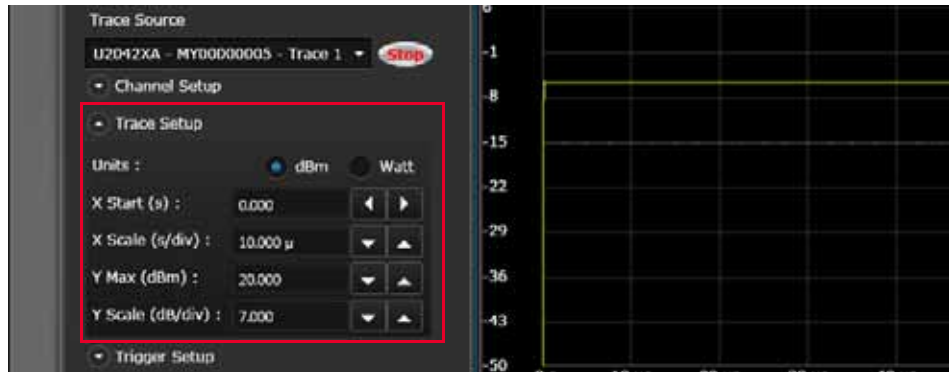 Trace Source
U2042XA - MY00000005 - Trace 1
Stop
Channel Setup
Trace Setup
Units : dBm Watt
X Start (s) : 0.000
X Scale (s/div) : 10.000 µ
Y Max (dBm) : 20.000
Y Scale (dB/div) : 7.000
Trigger Setup
-1
-8
-15
-22
-29
-36
-43
-50